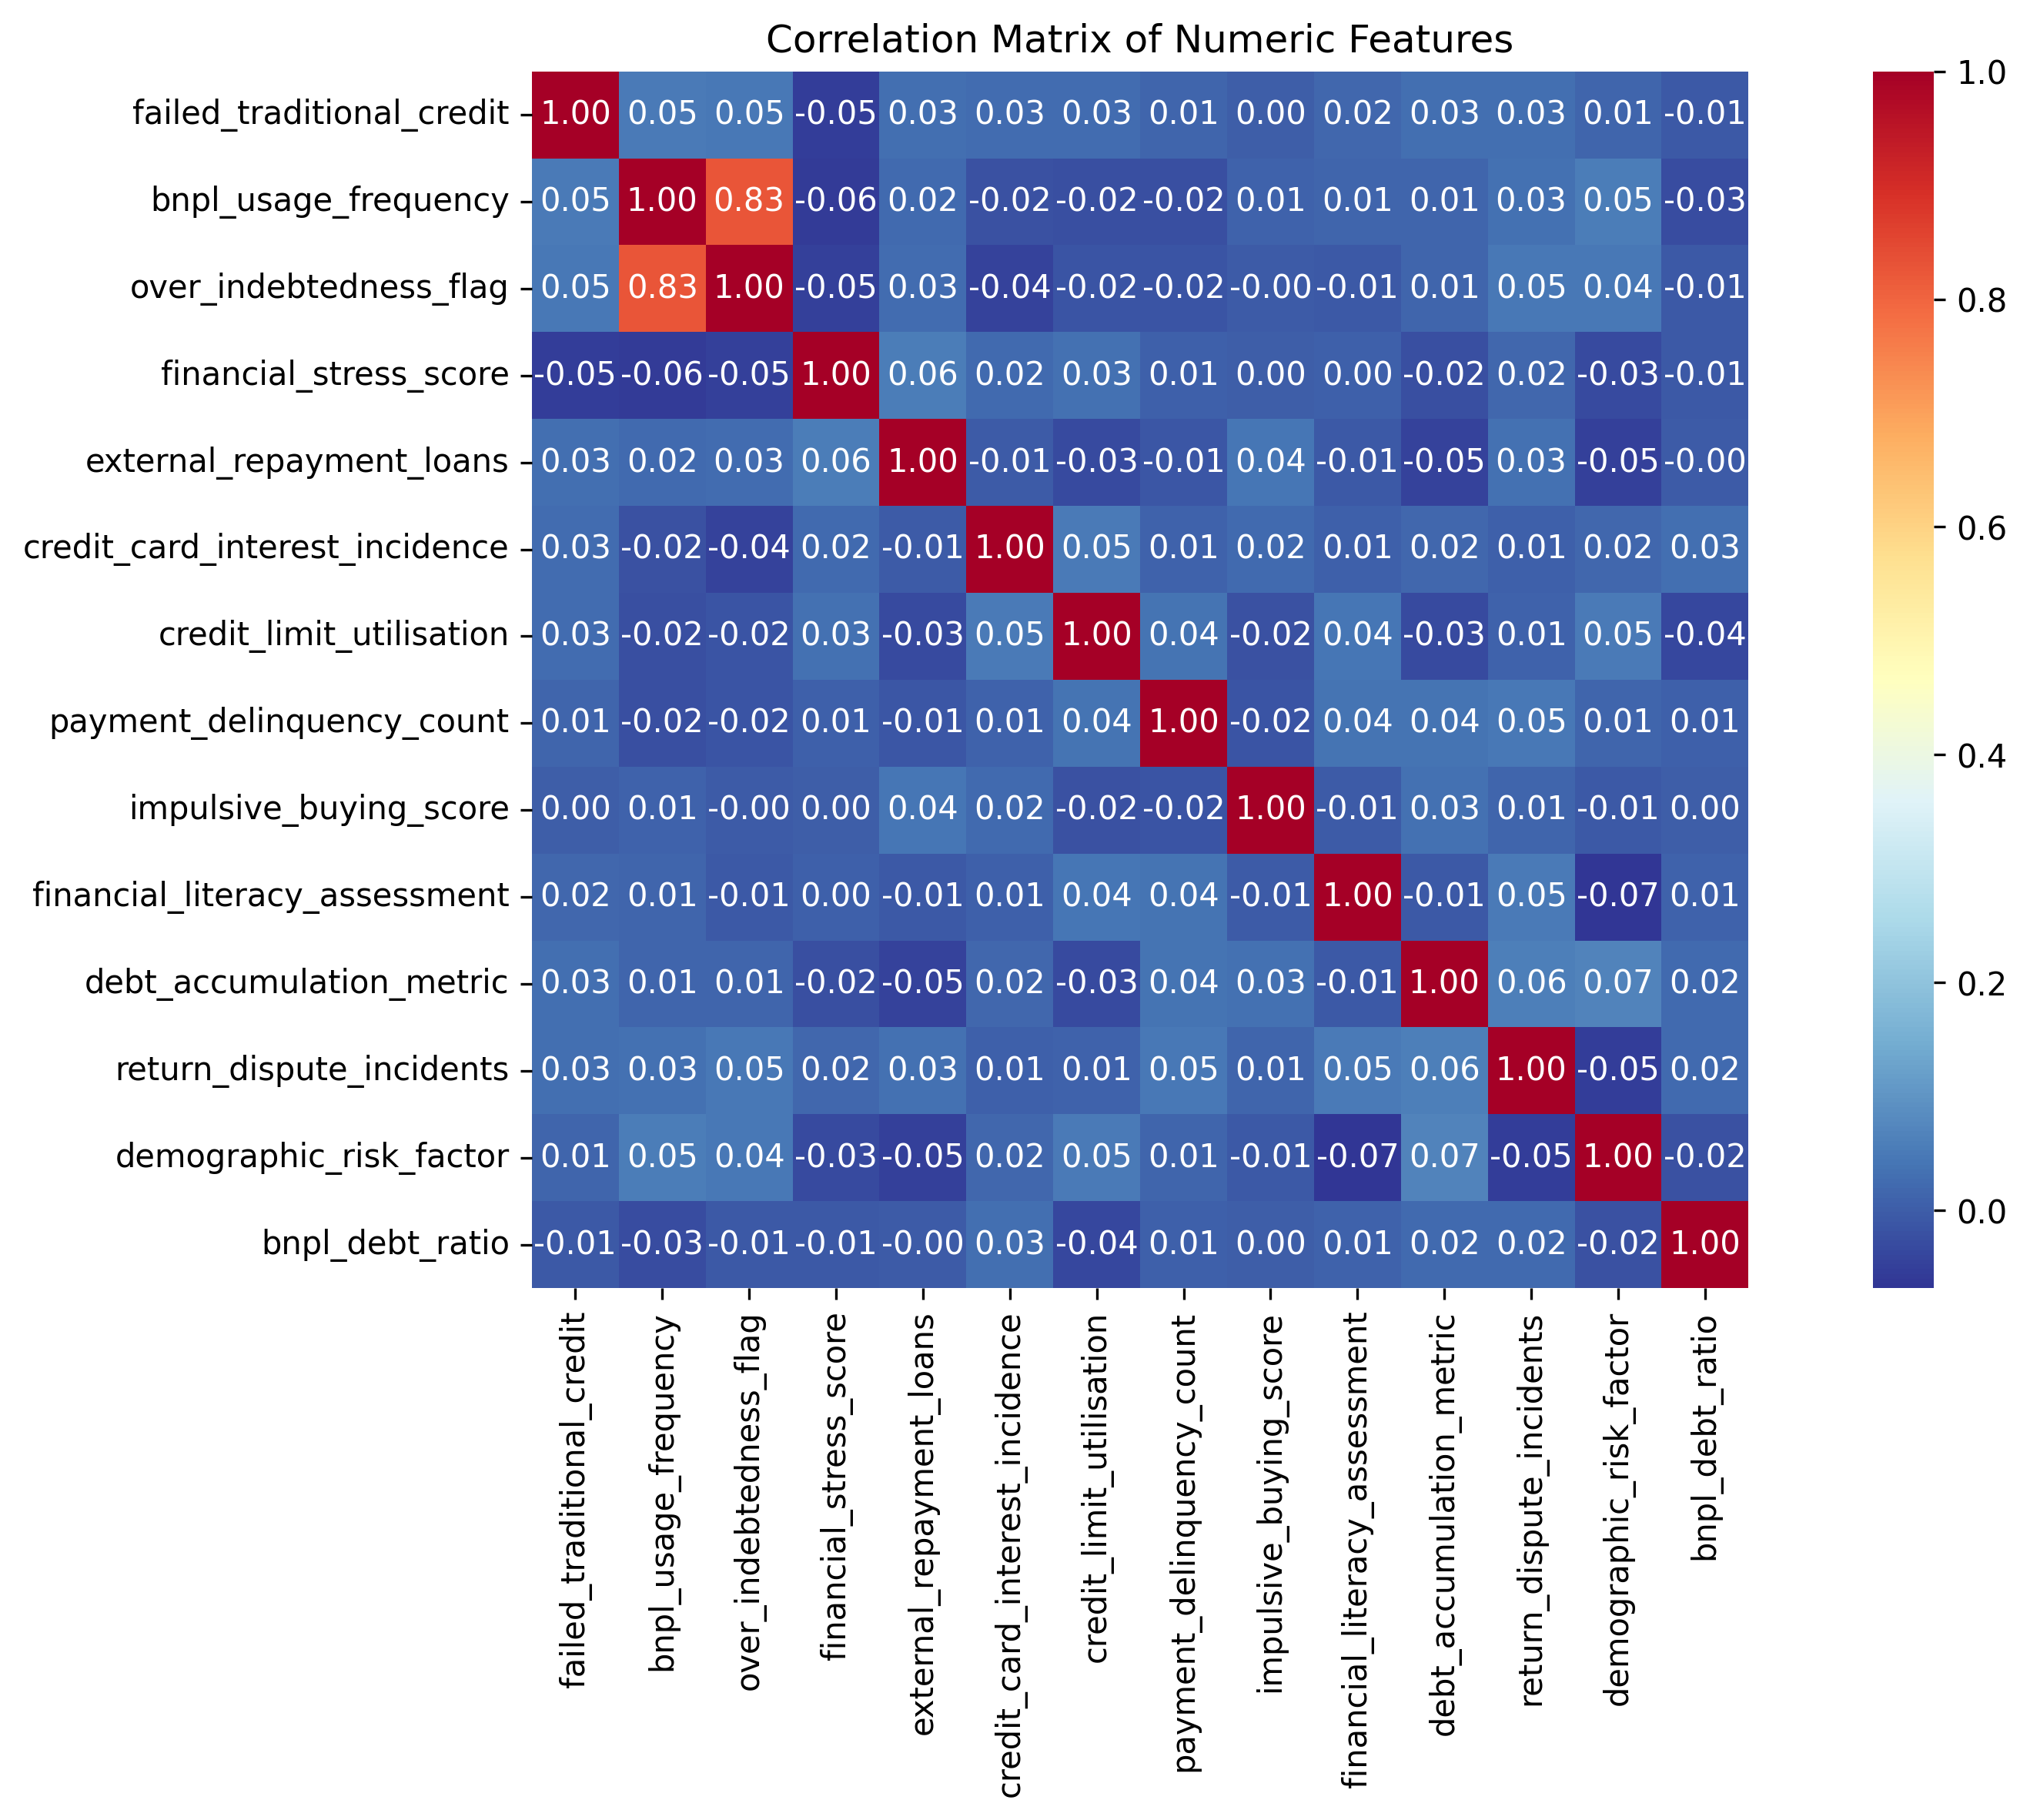 Correlation Matrix of Numeric Features
failed_traditional_credit 1.00 0.05 0.05 -0.05 0.03 0.03 0.03 0.01 0.00 0.02 0.03 0.03 0.01 -0.01
bnpl_usage_frequency 0.05 1.00 0.83 -0.06 0.02 -0.02 -0.02 -0.02 0.01 0.01 0.01 0.03 0.05 -0.03
over_indebtedness_flag 0.05 0.83 1.00 -0.05 0.03 -0.04 -0.02 -0.02 -0.00 -0.01 0.01 0.05 0.04 -0.01
financial_stress_score -0.05 -0.06 -0.05 1.00 0.06 0.02 0.03 0.01 0.00 0.00 -0.02 0.02 -0.03 -0.01
external_repayment_loans 0.03 0.02 0.03 0.06 1.00 -0.01 -0.03 -0.01 0.04 -0.01 -0.05 0.03 -0.05 -0.00
credit_card_interest_incidence 0.03 -0.02 -0.04 0.02 -0.01 1.00 0.05 0.01 0.02 0.01 0.02 0.01 0.02 0.03
credit_limit_utilisation 0.03 -0.02 -0.02 0.03 -0.03 0.05 1.00 0.04 -0.02 0.04 -0.03 0.01 0.05 -0.04
payment_delinquency_count 0.01 -0.02 -0.02 0.01 -0.01 0.01 0.04 1.00 -0.02 0.04 0.04 0.05 0.01 0.01
impulsive_buying_score 0.00 0.01 -0.00 0.00 0.04 0.02 -0.02 -0.02 1.00 -0.01 0.03 0.01 -0.01 0.00
financial_literacy_assessment 0.02 0.01 -0.01 0.00 -0.01 0.01 0.04 0.04 -0.01 1.00 -0.01 0.05 -0.07 0.01
debt_accumulation_metric 0.03 0.01 0.01 -0.02 -0.05 0.02 -0.03 0.04 0.03 -0.01 1.00 0.06 0.07 0.02
return_dispute_incidents 0.03 0.03 0.05 0.02 0.03 0.01 0.01 0.05 0.01 0.05 0.06 1.00 -0.05 0.02
demographic_risk_factor 0.01 0.05 0.04 -0.03 -0.05 0.02 0.05 0.01 -0.01 -0.07 0.07 -0.05 1.00 -0.02
bnpl_debt_ratio -0.01 -0.03 -0.01 -0.01 -0.00 0.03 -0.04 0.01 0.00 0.01 0.02 0.02 -0.02 1.00
failed_traditional_credit
bnpl_usage_frequency
over_indebtedness_flag
financial_stress_score
external_repayment_loans
credit_card_interest_incidence
credit_limit_utilisation
payment_delinquency_count
impulsive_buying_score
financial_literacy_assessment
debt_accumulation_metric
return_dispute_incidents
demographic_risk_factor
bnpl_debt_ratio
1.0
0.8
0.6
0.4
0.2
0.0